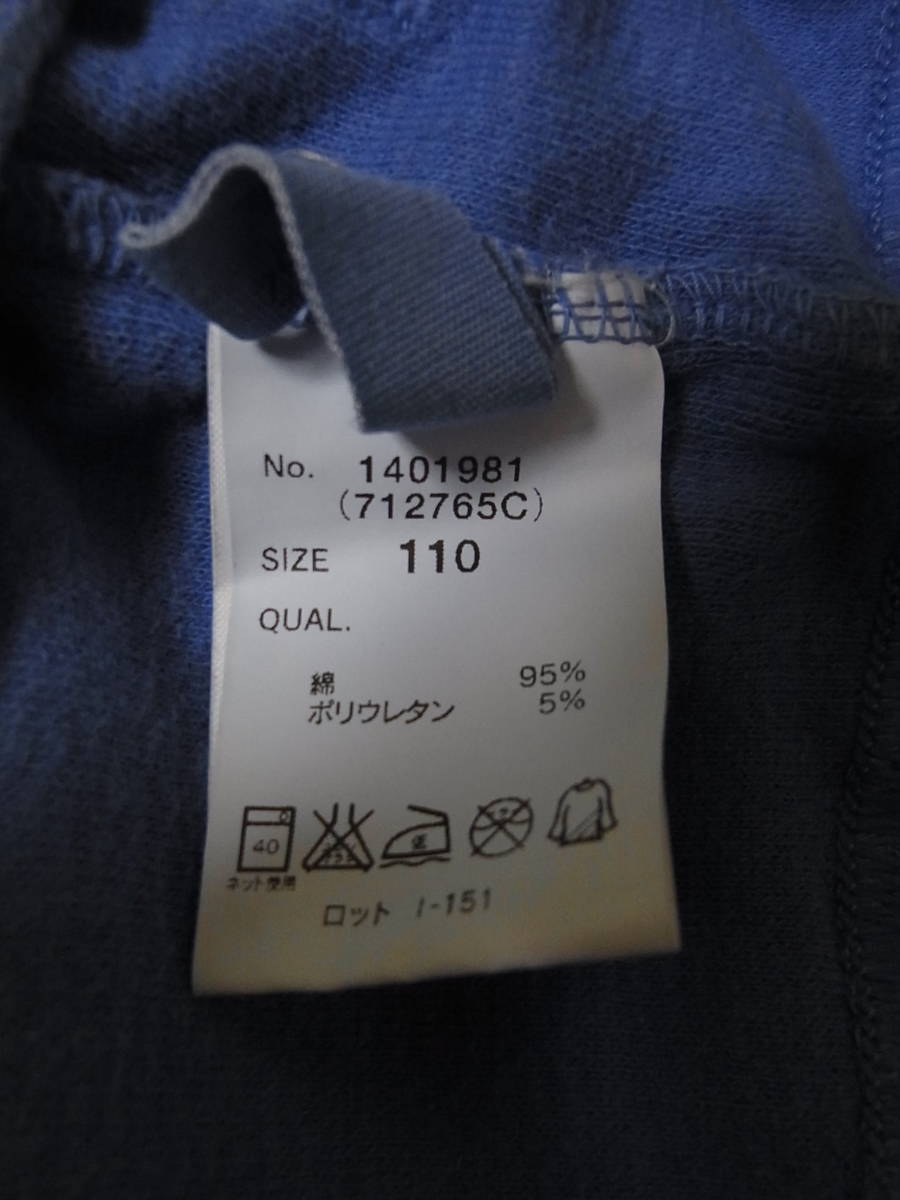 No. 1401981
(712765C)
SIZE 110
QUAL.
綿 95%
ポリウレタン 5%
40
ネット使用
ロット I-151